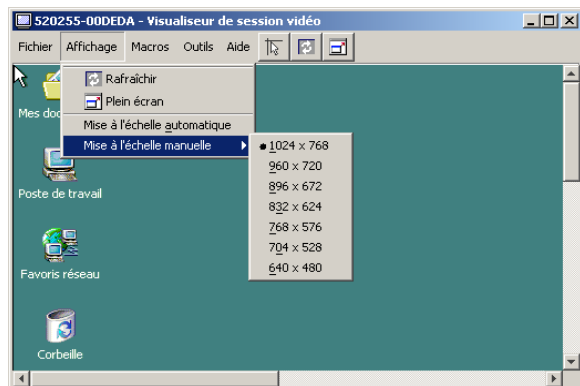 520255-00DEDA - Visualiseur de session vidéo
Fichier Affichage Macros Outils Aide
Rafraîchir
Plein écran
Mise à l'échelle automatique
Mise à l'échelle manuelle
1024 x 768
960 x 720
896 x 672
832 x 624
768 x 576
704 x 528
640 x 480
Mes doc
Poste de travail
Favoris réseau
Corbeille